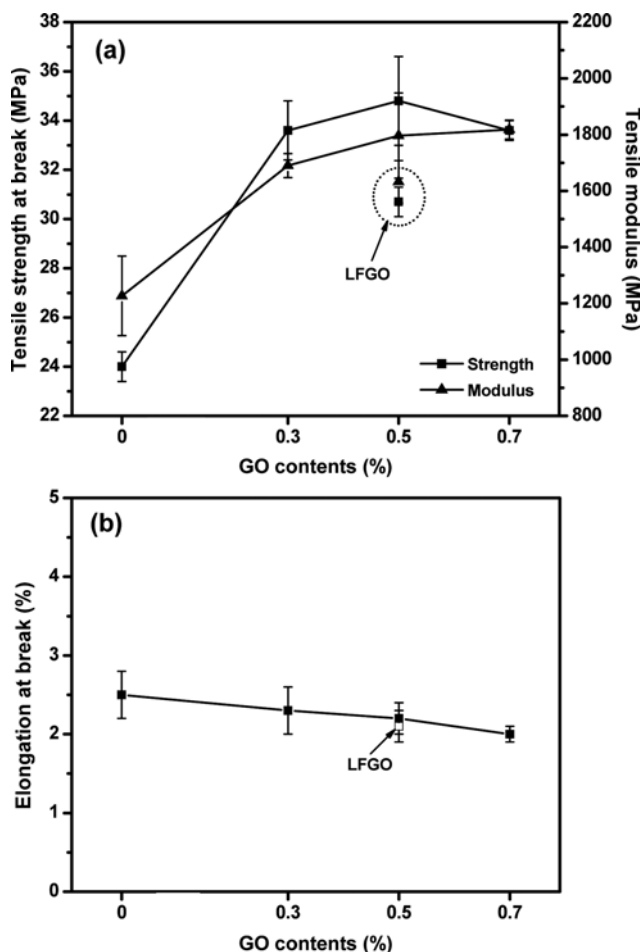 (a)
Tensile strength at break (MPa)
38
36
34
32
30
28
26
24
22
2200
2000
1800
1600
1400
1200
1000
800
Tensile modulus (MPa)
LFGO
Strength
Modulus
0
0.3
0.5
0.7
GO contents (%)
(b)
Elongation at break (%)
5
4
3
2
1
0
LFGO
0
0.3
0.5
0.7
GO contents (%)